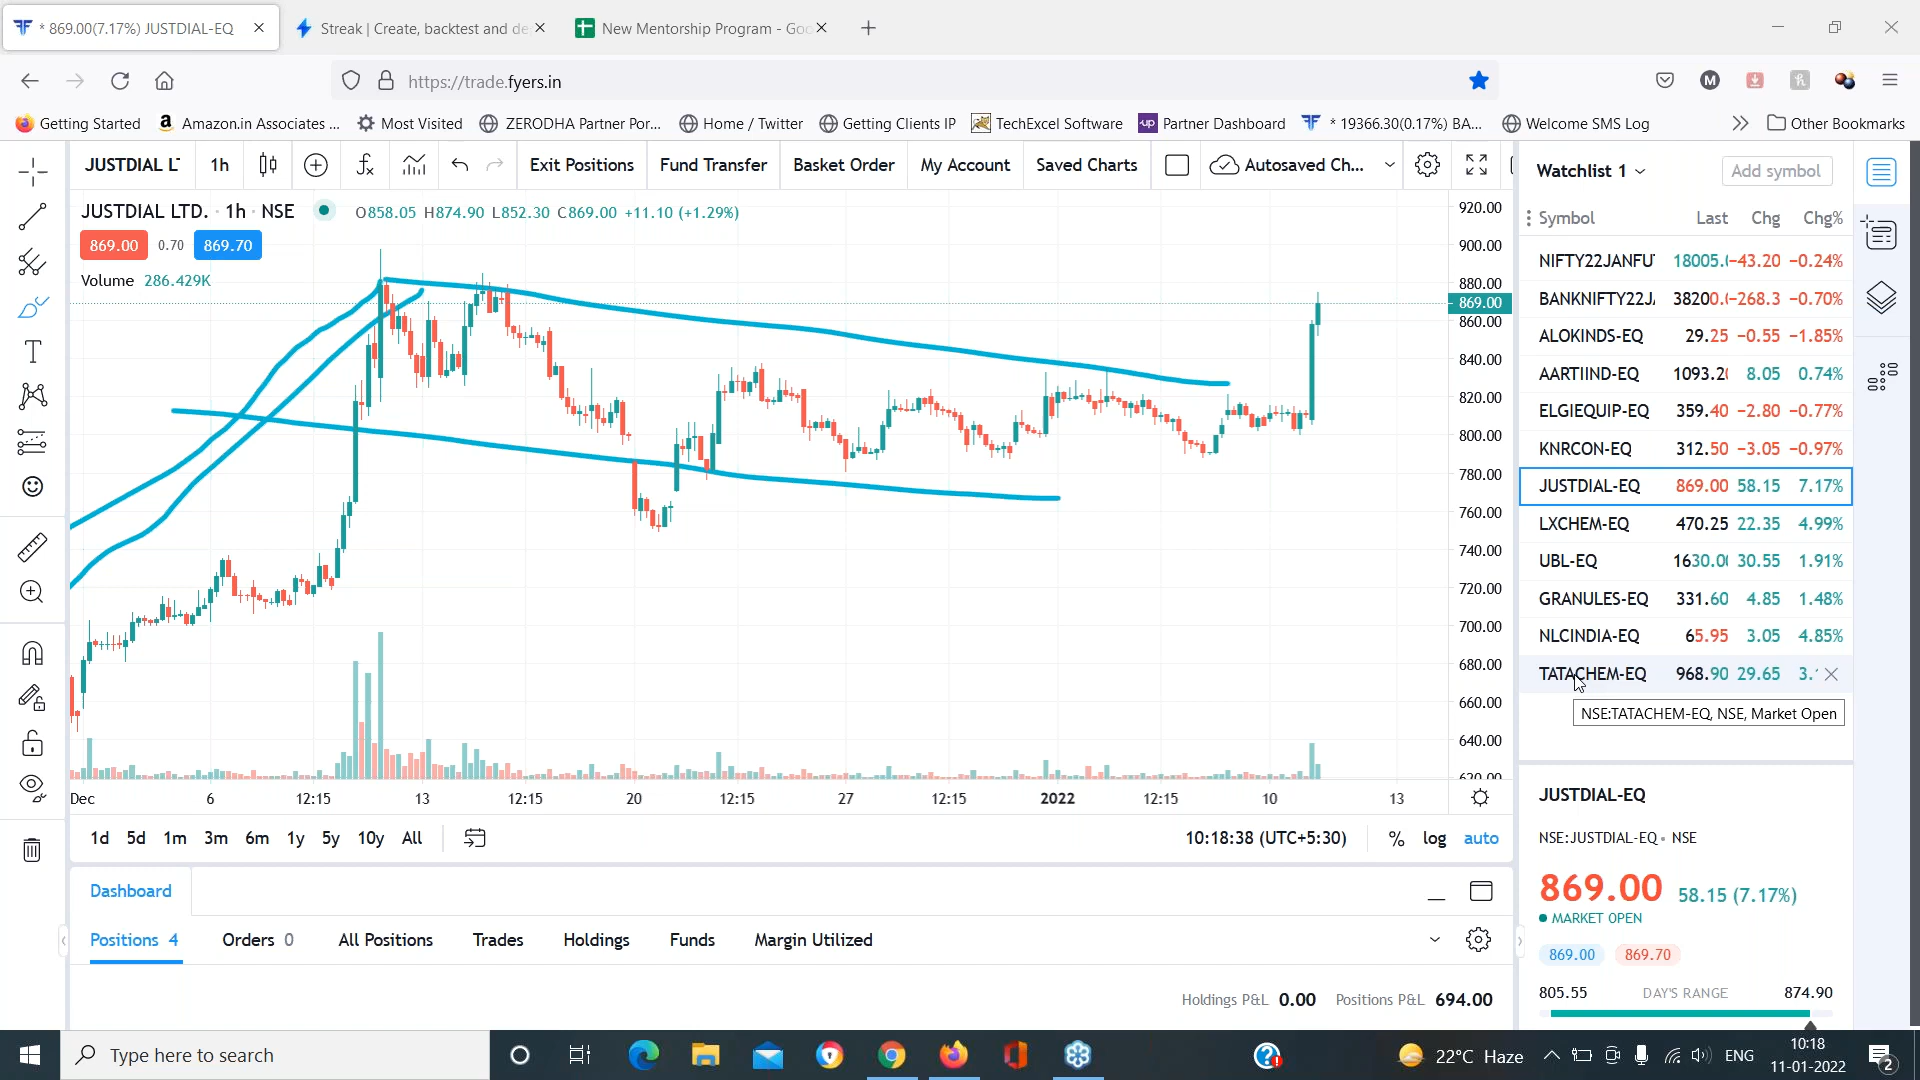 * 869.00(7.17%) JUSTDIAL-EQ
Streak | Create, backtest and de
New Mentorship Program - Goo
https://trade.fyers.in
M
Getting Started
Amazon.in Associates ...
Most Visited
ZERODHA Partner Por...
Home / Twitter
Getting Clients IP
TechExcel Software
up Partner Dashboard
* 19366.30(0.17%) BA...
Welcome SMS Log
Other Bookmarks
JUSTDIAL LT 1h Exit Positions Fund Transfer Basket Order My Account Saved Charts Autosaved Ch...
JUSTDIAL LTD. · 1h · NSE O858.05 H874.90 L852.30 C869.00 +11.10 (+1.29%)
869.00 0.70 869.70
Volume 286.429K
920.00
900.00
880.00
869.00
860.00
840.00
820.00
800.00
780.00
760.00
740.00
720.00
700.00
680.00
660.00
640.00
620.00
Dec 6 12:15 13 12:15 20 12:15 27 12:15 2022 12:15 10 13
1d 5d 1m 3m 6m 1y 5y 10y All
10:18:38 (UTC+5:30) % log auto
Dashboard
Positions 4 Orders 0 All Positions Trades Holdings Funds Margin Utilized
Holdings P&L 0.00 Positions P&L 694.00
Watchlist 1 Add symbol
Symbol Last Chg Chg%
NIFTY22JANFU 18005.( -43.20 -0.24%
BANKNIFTY22J 38200.( -268.3 -0.70%
ALOKINDS-EQ 29.25 -0.55 -1.85%
AARTIIND-EQ 1093.2 8.05 0.74%
ELGIEQUIP-EQ 359.40 -2.80 -0.77%
KNRCON-EQ 312.50 -3.05 -0.97%
JUSTDIAL-EQ 869.00 58.15 7.17%
LXCHEM-EQ 470.25 22.35 4.99%
UBL-EQ 1630.0 30.55 1.91%
GRANULES-EQ 331.60 4.85 1.48%
NLCINDIA-EQ 65.95 3.05 4.85%
TATACHEM-EQ 968.90 29.65 3.
NSE:TATACHEM-EQ, NSE, Market Open
JUSTDIAL-EQ
NSE:JUSTDIAL-EQ • NSE
869.00 58.15 (7.17%)
MARKET OPEN
869.00 869.70
805.55 DAY'S RANGE 874.90
Type here to search
22°C Haze
ENG
10:18
11-01-2022
2